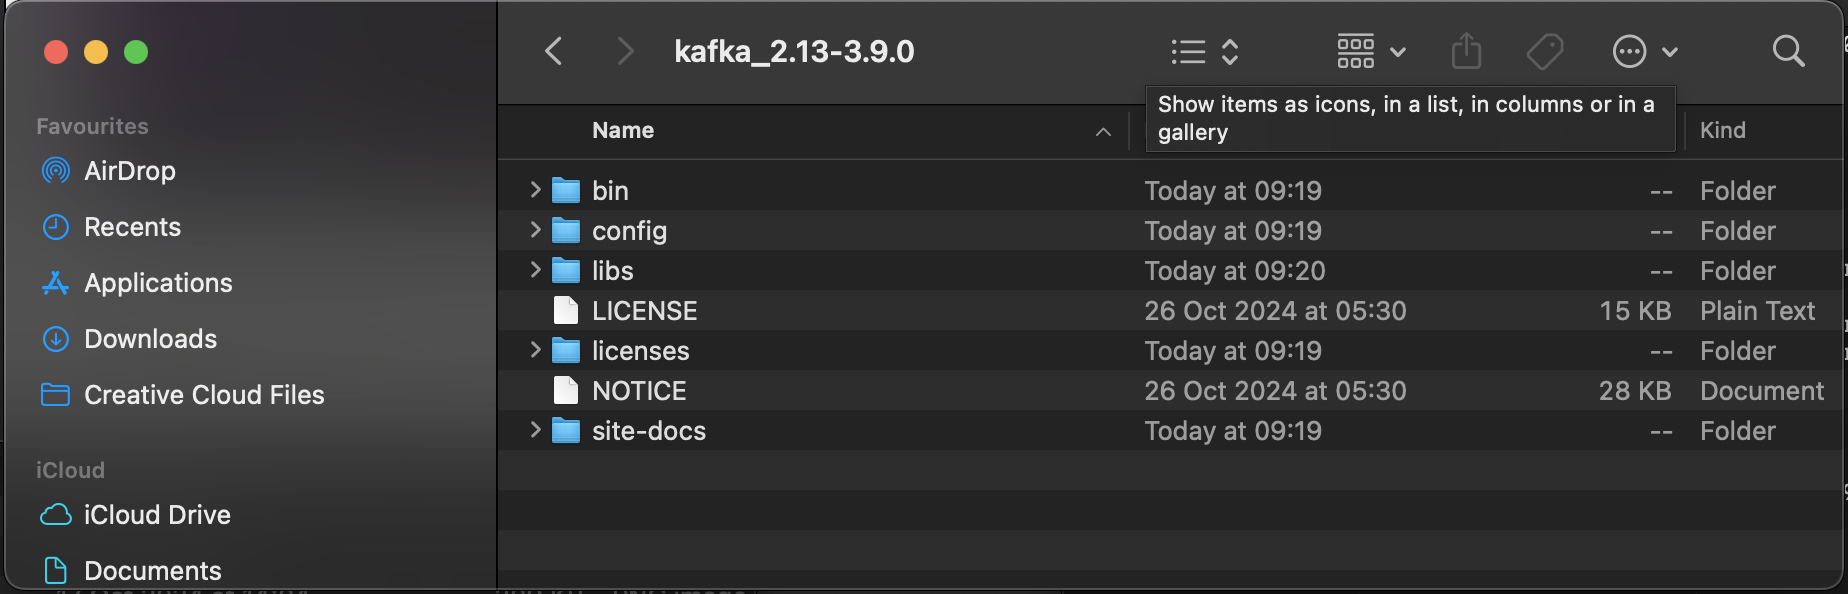 kafka_2.13-3.9.0
Show items as icons, in a list, in columns or in a
gallery
Favourites
AirDrop
Recents
Applications
Downloads
Creative Cloud Files
iCloud
iCloud Drive
Documents
Name Kind
bin Today at 09:19 -- Folder
config Today at 09:19 -- Folder
libs Today at 09:20 -- Folder
LICENSE 26 Oct 2024 at 05:30 15 KB Plain Text
licenses Today at 09:19 -- Folder
NOTICE 26 Oct 2024 at 05:30 28 KB Document
site-docs Today at 09:19 -- Folder